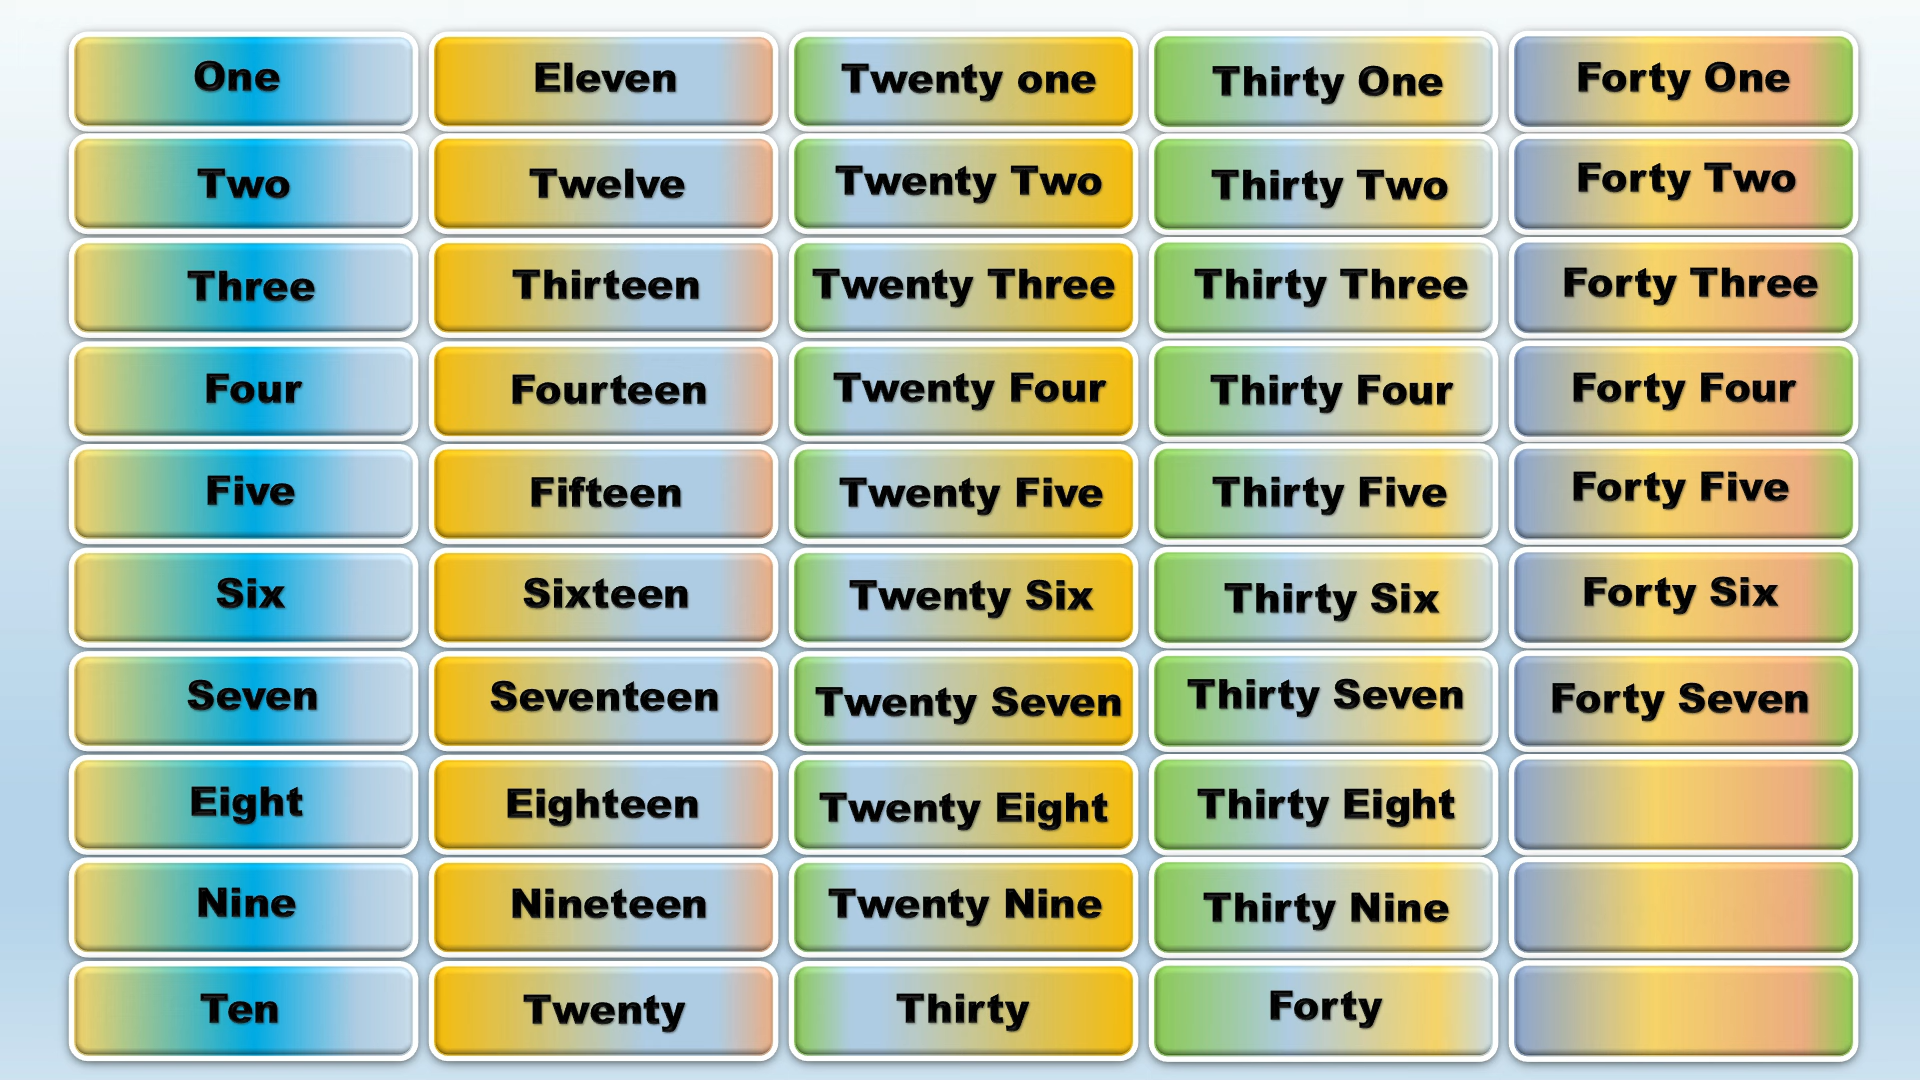 One
Two
Three
Four
Five
Six
Seven
Eight
Nine
Ten
Eleven
Twelve
Thirteen
Fourteen
Fifteen
Sixteen
Seventeen
Eighteen
Nineteen
Twenty
Twenty one
Twenty Two
Twenty Three
Twenty Four
Twenty Five
Twenty Six
Twenty Seven
Twenty Eight
Twenty Nine
Thirty
Thirty One
Thirty Two
Thirty Three
Thirty Four
Thirty Five
Thirty Six
Thirty Seven
Thirty Eight
Thirty Nine
Forty
Forty One
Forty Two
Forty Three
Forty Four
Forty Five
Forty Six
Forty Seven